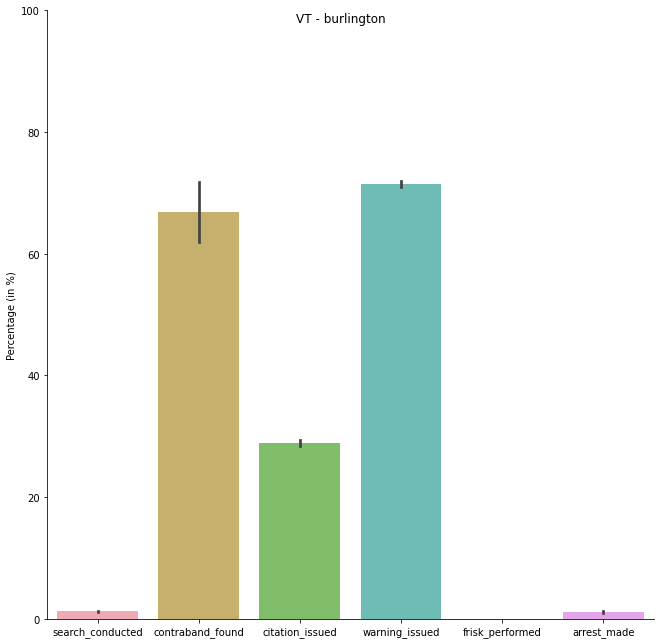 VT - burlington
Percentage (in %)
100
80
60
40
20
0
search_conducted
contraband_found
citation_issued
warning_issued
frisk_performed
arrest_made